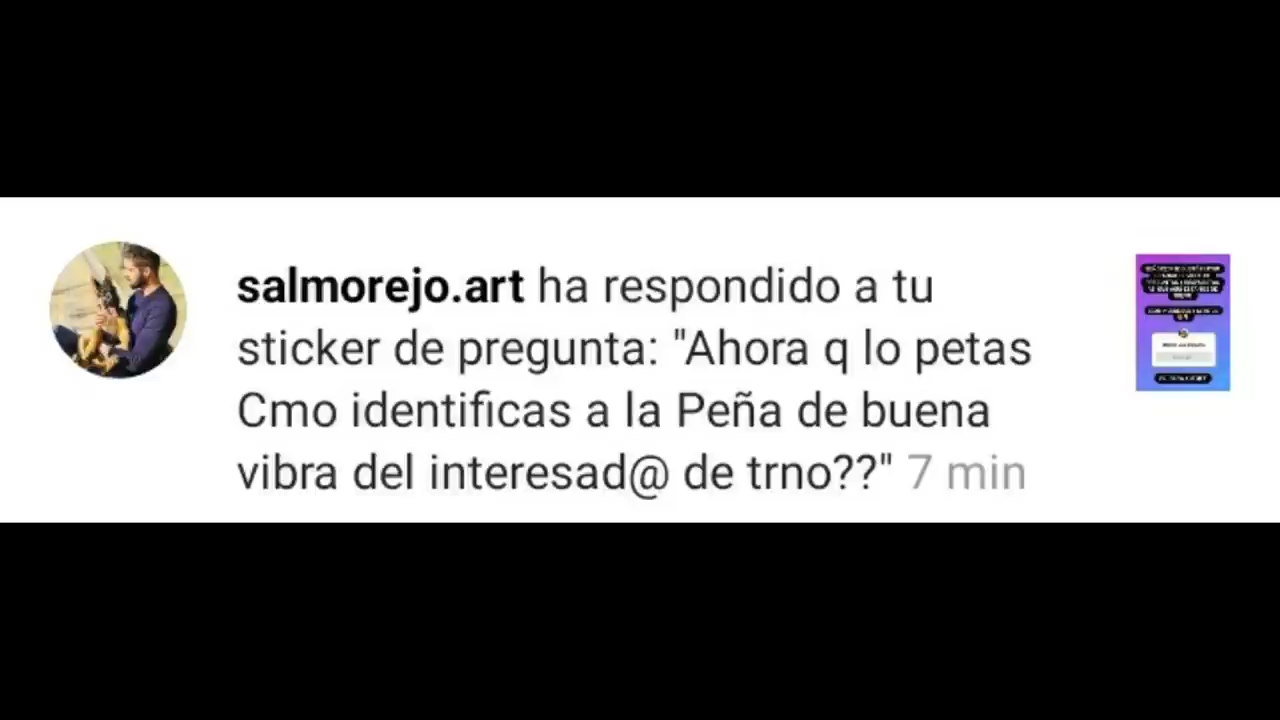 salmorejo.art ha respondido a tu
sticker de pregunta: "Ahora q lo petas
Cmo identificas a la Peña de buena
vibra del interesad@ de trno??" 7 min